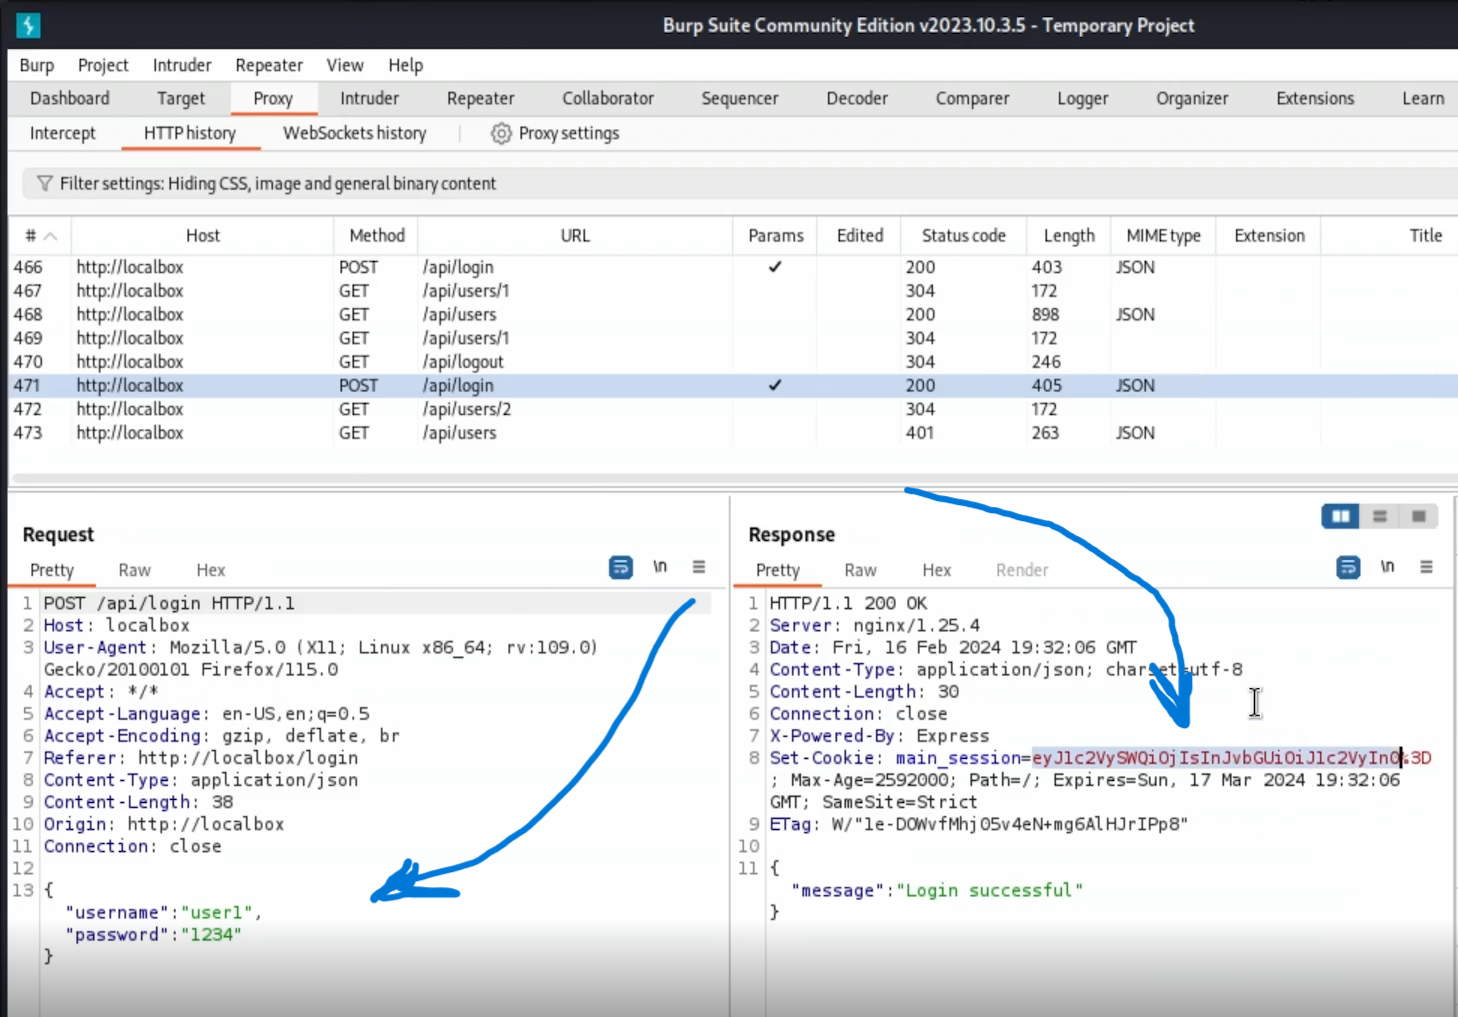 Burp Suite Community Edition v2023.10.3.5 - Temporary Project
Burp Project Intruder Repeater View Help
Dashboard Target Proxy Intruder Repeater Collaborator Sequencer Decoder Comparer Logger Organizer Extensions Learn
Intercept HTTP history WebSockets history Proxy settings
Filter settings: Hiding CSS, image and general binary content
# Host Method URL Params Edited Status code Length MIME type Extension Title
466 http://localbox POST /api/login ✓ 200 403 JSON
467 http://localbox GET /api/users/1 304 172
468 http://localbox GET /api/users 200 898 JSON
469 http://localbox GET /api/users/1 304 172
470 http://localbox GET /api/logout 304 246
471 http://localbox POST /api/login ✓ 200 405 JSON
472 http://localbox GET /api/users/2 304 172
473 http://localbox GET /api/users 401 263 JSON
Request
Pretty Raw Hex \n
1 POST /api/login HTTP/1.1
2 Host: localbox
3 User-Agent: Mozilla/5.0 (X11; Linux x86_64; rv:109.0)
Gecko/20100101 Firefox/115.0
4 Accept: */*
5 Accept-Language: en-US,en;q=0.5
6 Accept-Encoding: gzip, deflate, br
7 Referer: http://localbox/login
8 Content-Type: application/json
9 Content-Length: 38
10 Origin: http://localbox
11 Connection: close
12
13 {
"username":"user1",
"password":"1234"
}
Response
Pretty Raw Hex Render \n
1 HTTP/1.1 200 OK
2 Server: nginx/1.25.4
3 Date: Fri, 16 Feb 2024 19:32:06 GMT
4 Content-Type: application/json; charset=utf-8
5 Content-Length: 30
6 Connection: close
7 X-Powered-By: Express
8 Set-Cookie: main_session=eyJ1c2VySWQiOjIsInJvbGUiOiJ1c2VyIn0%3D
; Max-Age=2592000; Path=/; Expires=Sun, 17 Mar 2024 19:32:06
GMT; SameSite=Strict
9 ETag: W/"1e-DOWvfMhj05v4eN+mg6AlHJrIPp8"
10
11 {
"message":"Login successful"
}